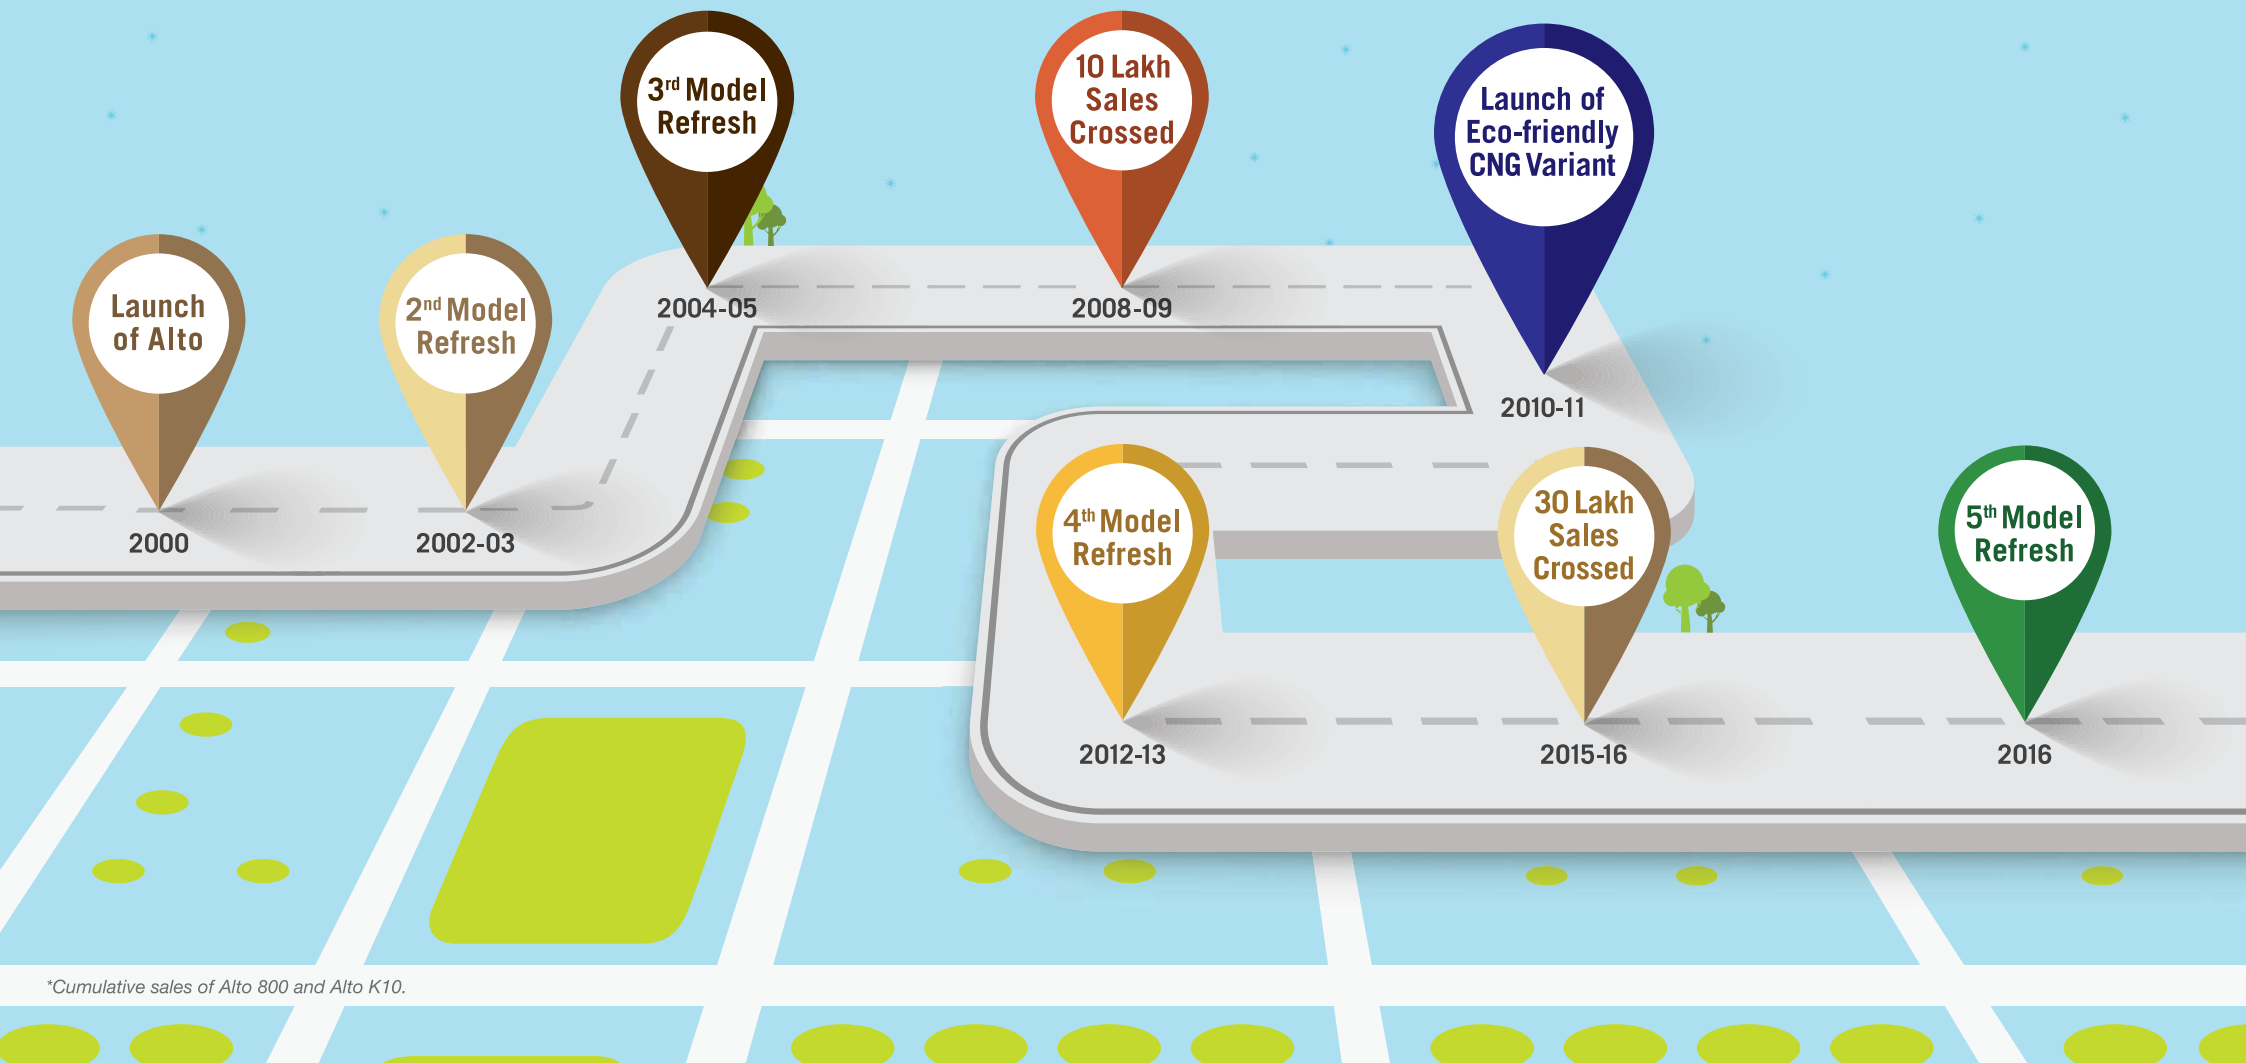 Launch
of Alto
2000
2nd Model
Refresh
2002-03
3rd Model
Refresh
2004-05
10 Lakh
Sales
Crossed
2008-09
Launch of
Eco-friendly
CNG Variant
2010-11
4th Model
Refresh
2012-13
30 Lakh
Sales
Crossed
2015-16
5th Model
Refresh
2016
*Cumulative sales of Alto 800 and Alto K10.